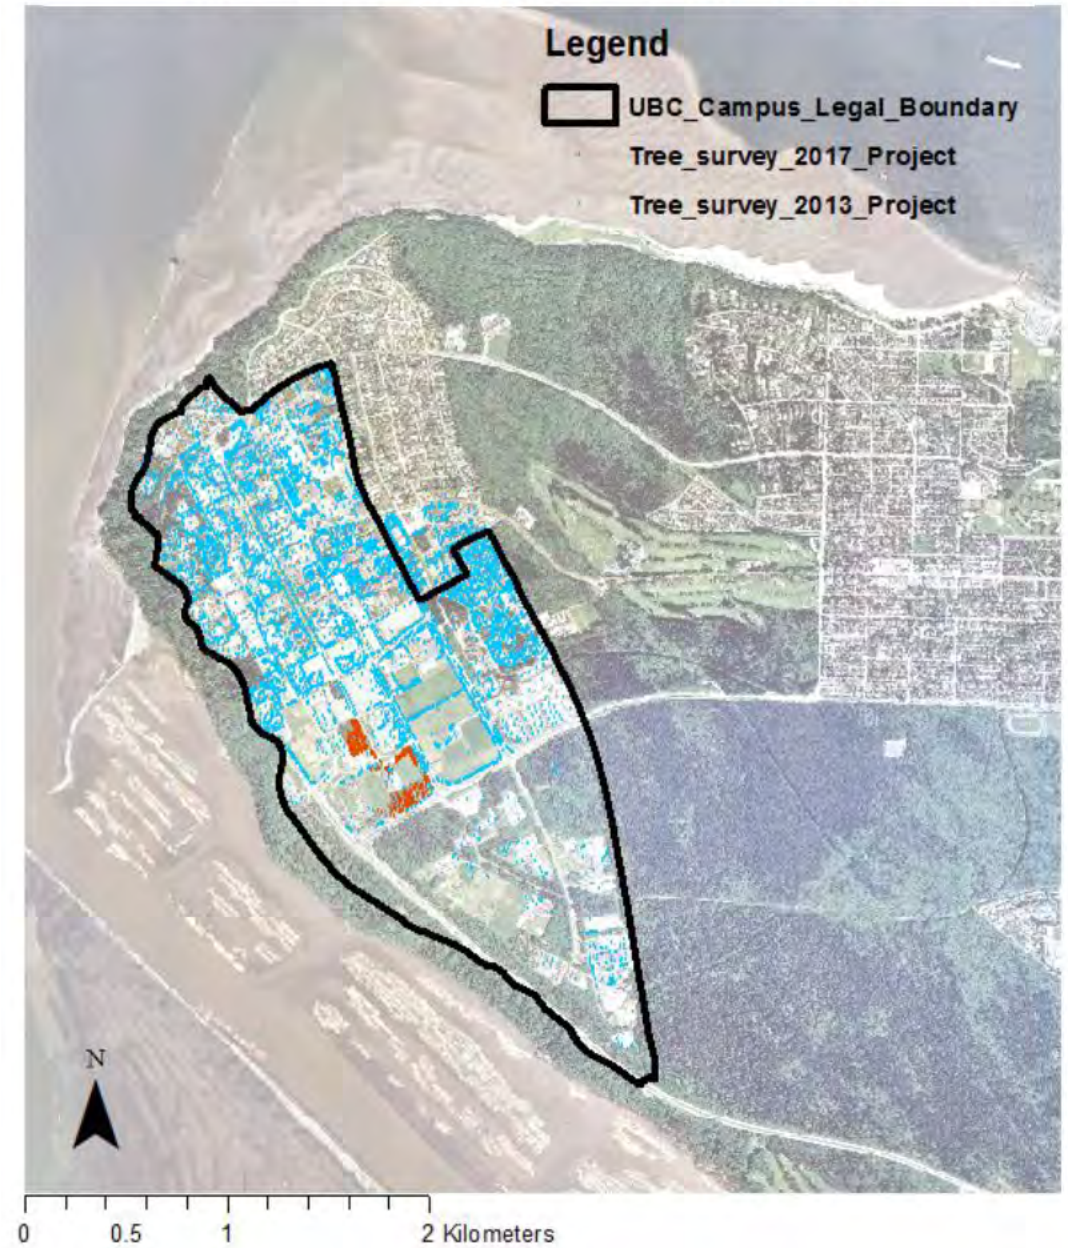 Legend
UBC_Campus_Legal_Boundary
Tree_survey_2017_Project
Tree_survey_2013_Project
N
0 0.5 1 2 Kilometers